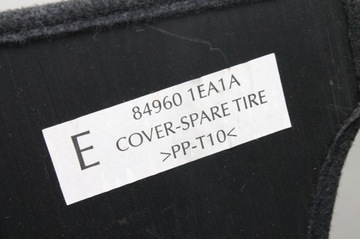 84960 1EA1A
E COVER-SPARE TIRE
>PP-T10<